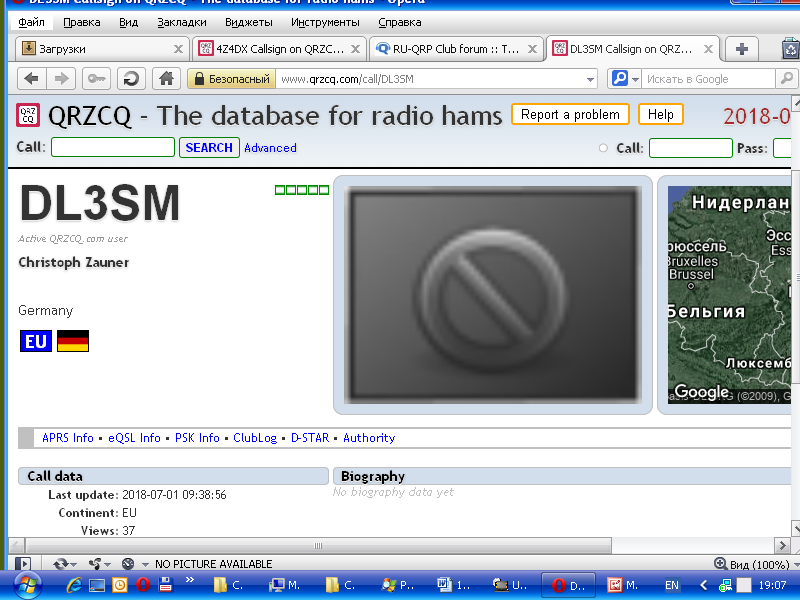 DL3SM Callsign on QRZCQ - The database for radio hams - Opera
Файл Правка Вид Закладки Виджеты Инструменты Справка
Загрузки
4Z4DX Callsign on QRZC...
RU-QRP Club forum :: T...
DL3SM Callsign on QRZ...
Безопасный www.qrzcq.com/call/DL3SM
Искать в Google
QRZ CQ QRZCQ - The database for radio hams Report a problem Help 2018-0
Call: SEARCH Advanced Call: Pass:
DL3SM
Active QRZCQ.com user
Christoph Zauner
Germany
EU
Нидерлан
Эсс
Ess
рюссель
Bruxelles
Brussel
Бельгия
Люксемб
Google
(©2009), G
APRS Info • eQSL Info • PSK Info • ClubLog • D-STAR • Authority
Call data Biography
Last update: 2018-07-01 09:38:56 No biography data yet
Continent: EU
Views: 37
NO PICTURE AVAILABLE Вид (100%)
С. М. С. Р.. 1.. U.. D.. М. EN 19:07